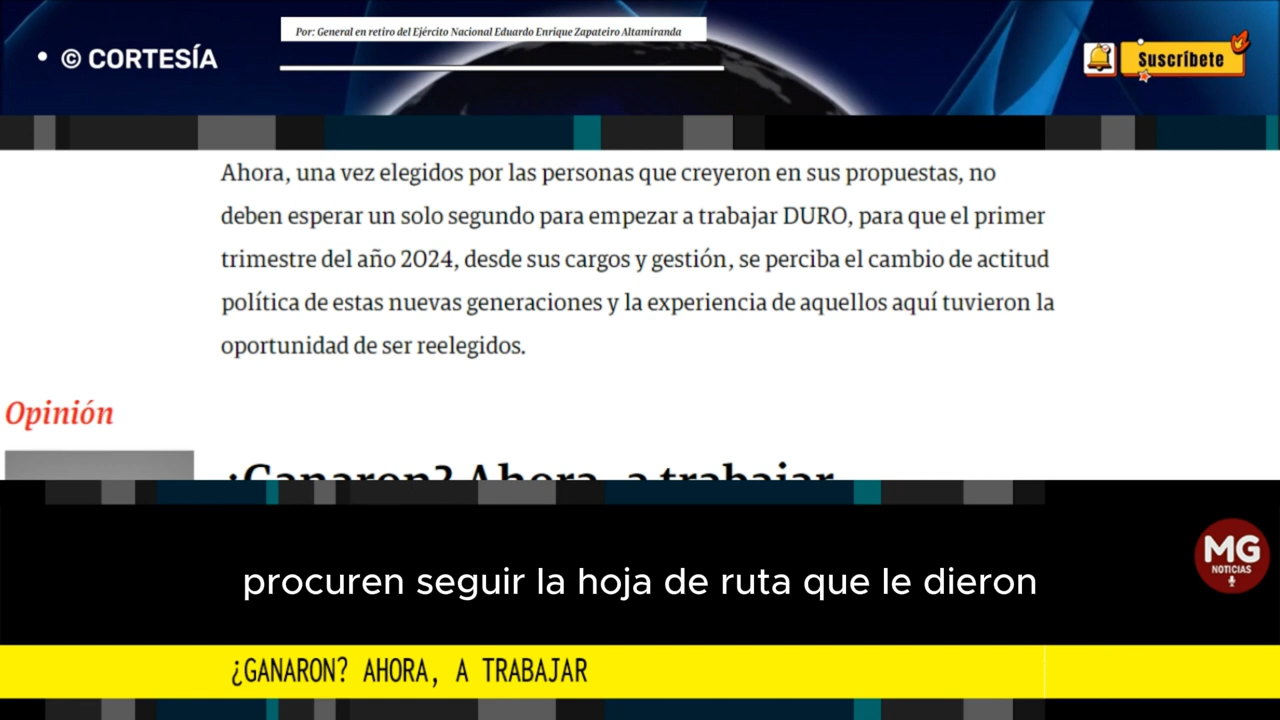 Por: General en retiro del Ejército Nacional Eduardo Enrique Zapateiro Altamiranda
• © CORTESÍA
Suscríbete
Ahora, una vez elegidos por las personas que creyeron en sus propuestas, no
deben esperar un solo segundo para empezar a trabajar DURO, para que el primer
trimestre del año 2024, desde sus cargos y gestión, se perciba el cambio de actitud
política de estas nuevas generaciones y la experiencia de aquellos aquí tuvieron la
oportunidad de ser reelegidos.
Opinión
¿Ganaron? Ahora, a trabajar
procuren seguir la hoja de ruta que le dieron
MG
NOTICIAS
¿GANARON? AHORA, A TRABAJAR